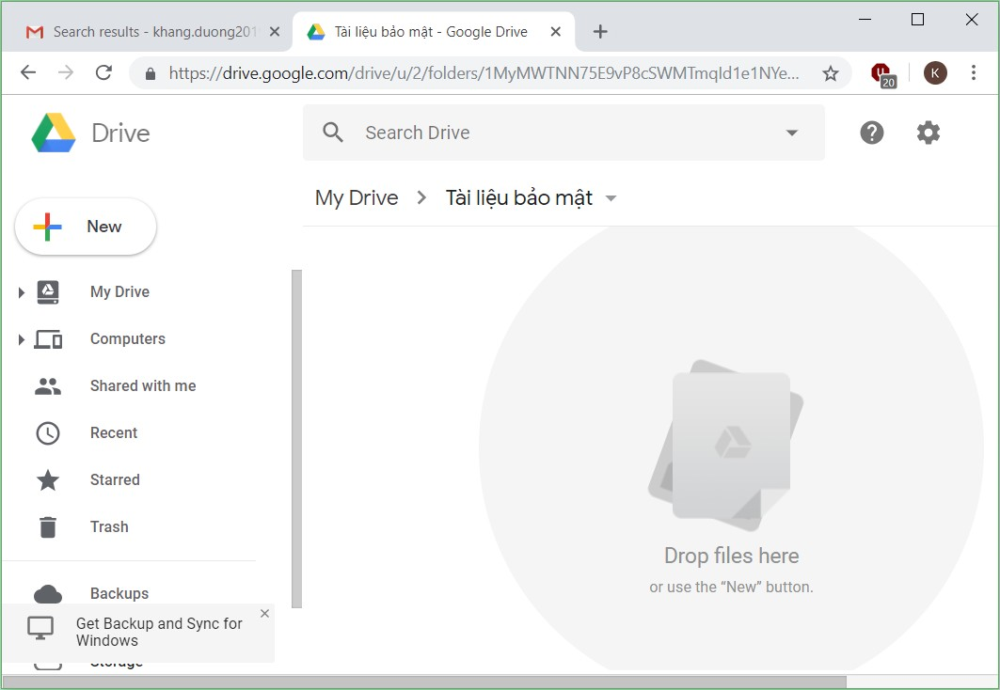 Search results - khang.duong201
Tài liệu bảo mật - Google Drive
https://drive.google.com/drive/u/2/folders/1MyMWTNN75E9vP8cSWMTmqId1e1NYe...
20
K
Drive
Search Drive
My Drive
Tài liệu bảo mật
New
My Drive
Computers
Shared with me
Recent
Starred
Trash
Backups
Get Backup and Sync for
Windows
Storage
Drop files here
or use the “New” button.